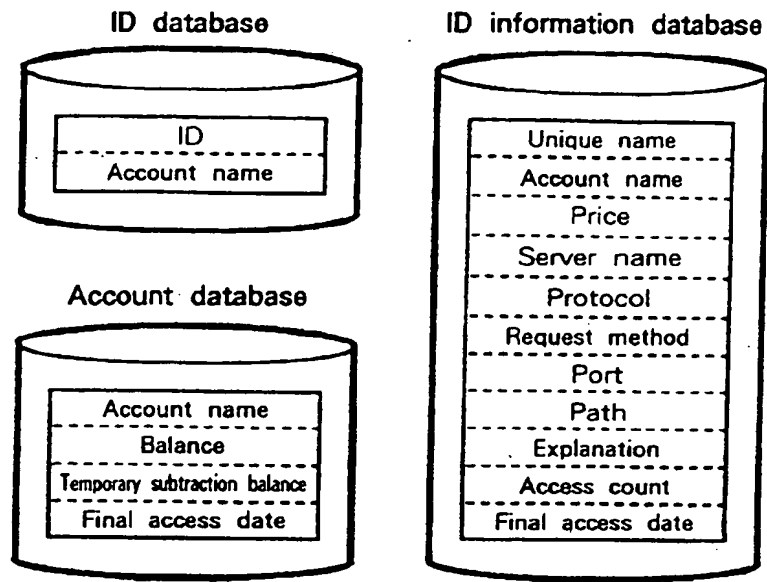 ID database
ID
Account name
Account database
Account name
Balance
Temporary subtraction balance
Final access date
ID information database
Unique name
Account name
Price
Server name
Protocol
Request method
Port
Path
Explanation
Access count
Final access date